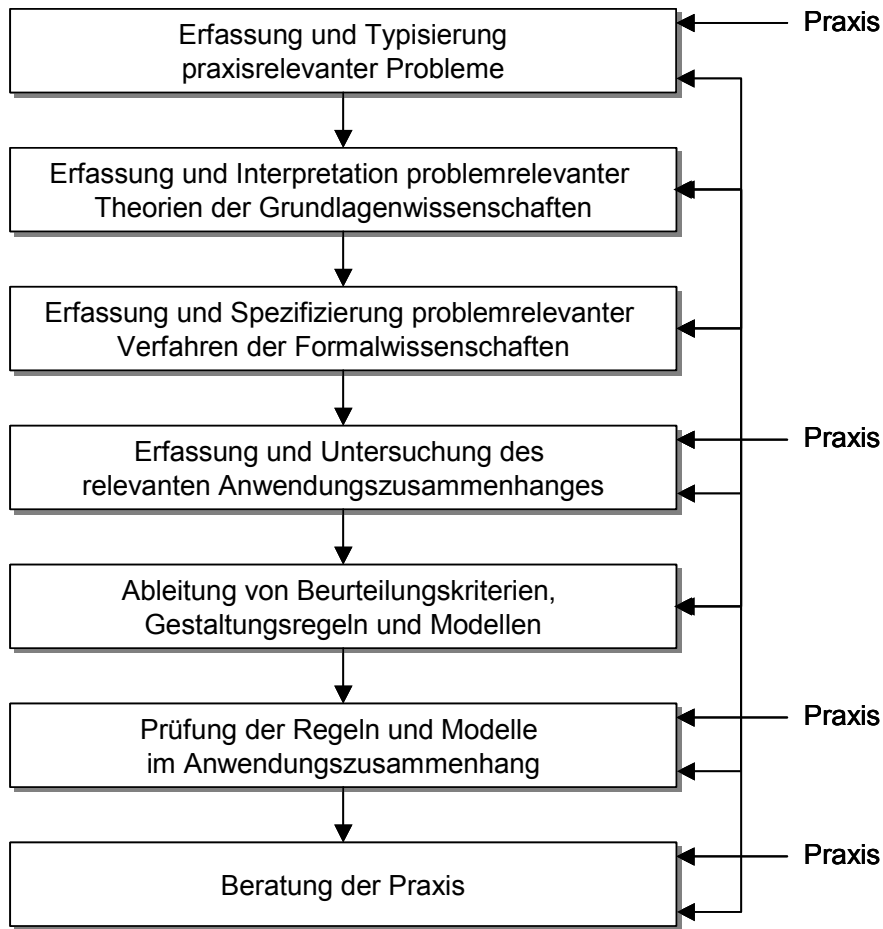 Erfassung und Typisierung
praxisrelevanter Probleme
Praxis
Erfassung und Interpretation problemrelevanter
Theorien der Grundlagenwissenschaften
Erfassung und Spezifizierung problemrelevanter
Verfahren der Formalwissenschaften
Erfassung und Untersuchung des
relevanten Anwendungszusammenhanges
Praxis
Ableitung von Beurteilungskriterien,
Gestaltungsregeln und Modellen
Prüfung der Regeln und Modelle
im Anwendungszusammenhang
Praxis
Beratung der Praxis
Praxis